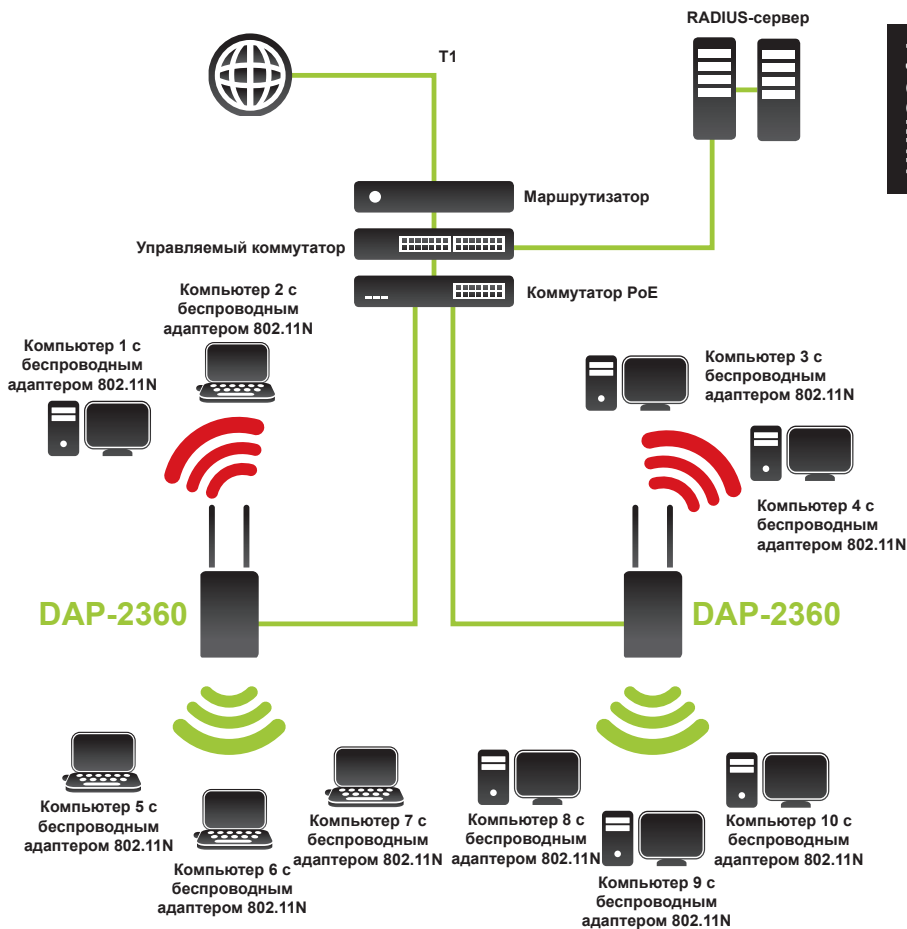 RADIUS-сервер
T1
Маршрутизатор
Управляемый коммутатор
Коммутатор PoE
Компьютер 2 с
беспроводным
адаптером 802.11N
Компьютер 1 с
беспроводным
адаптером 802.11N
Компьютер 3 с
беспроводным
адаптером 802.11N
Компьютер 4 с
беспроводным
адаптером 802.11N
DAP-2360
DAP-2360
Компьютер 5 с
беспроводным
адаптером 802.11N
Компьютер 6 с
беспроводным
адаптером 802.11N
Компьютер 7 с
беспроводным
адаптером 802.11N
Компьютер 8 с
беспроводным
адаптером 802.11N
Компьютер 9 с
беспроводным
адаптером 802.11N
Компьютер 10 с
беспроводным
адаптером 802.11N